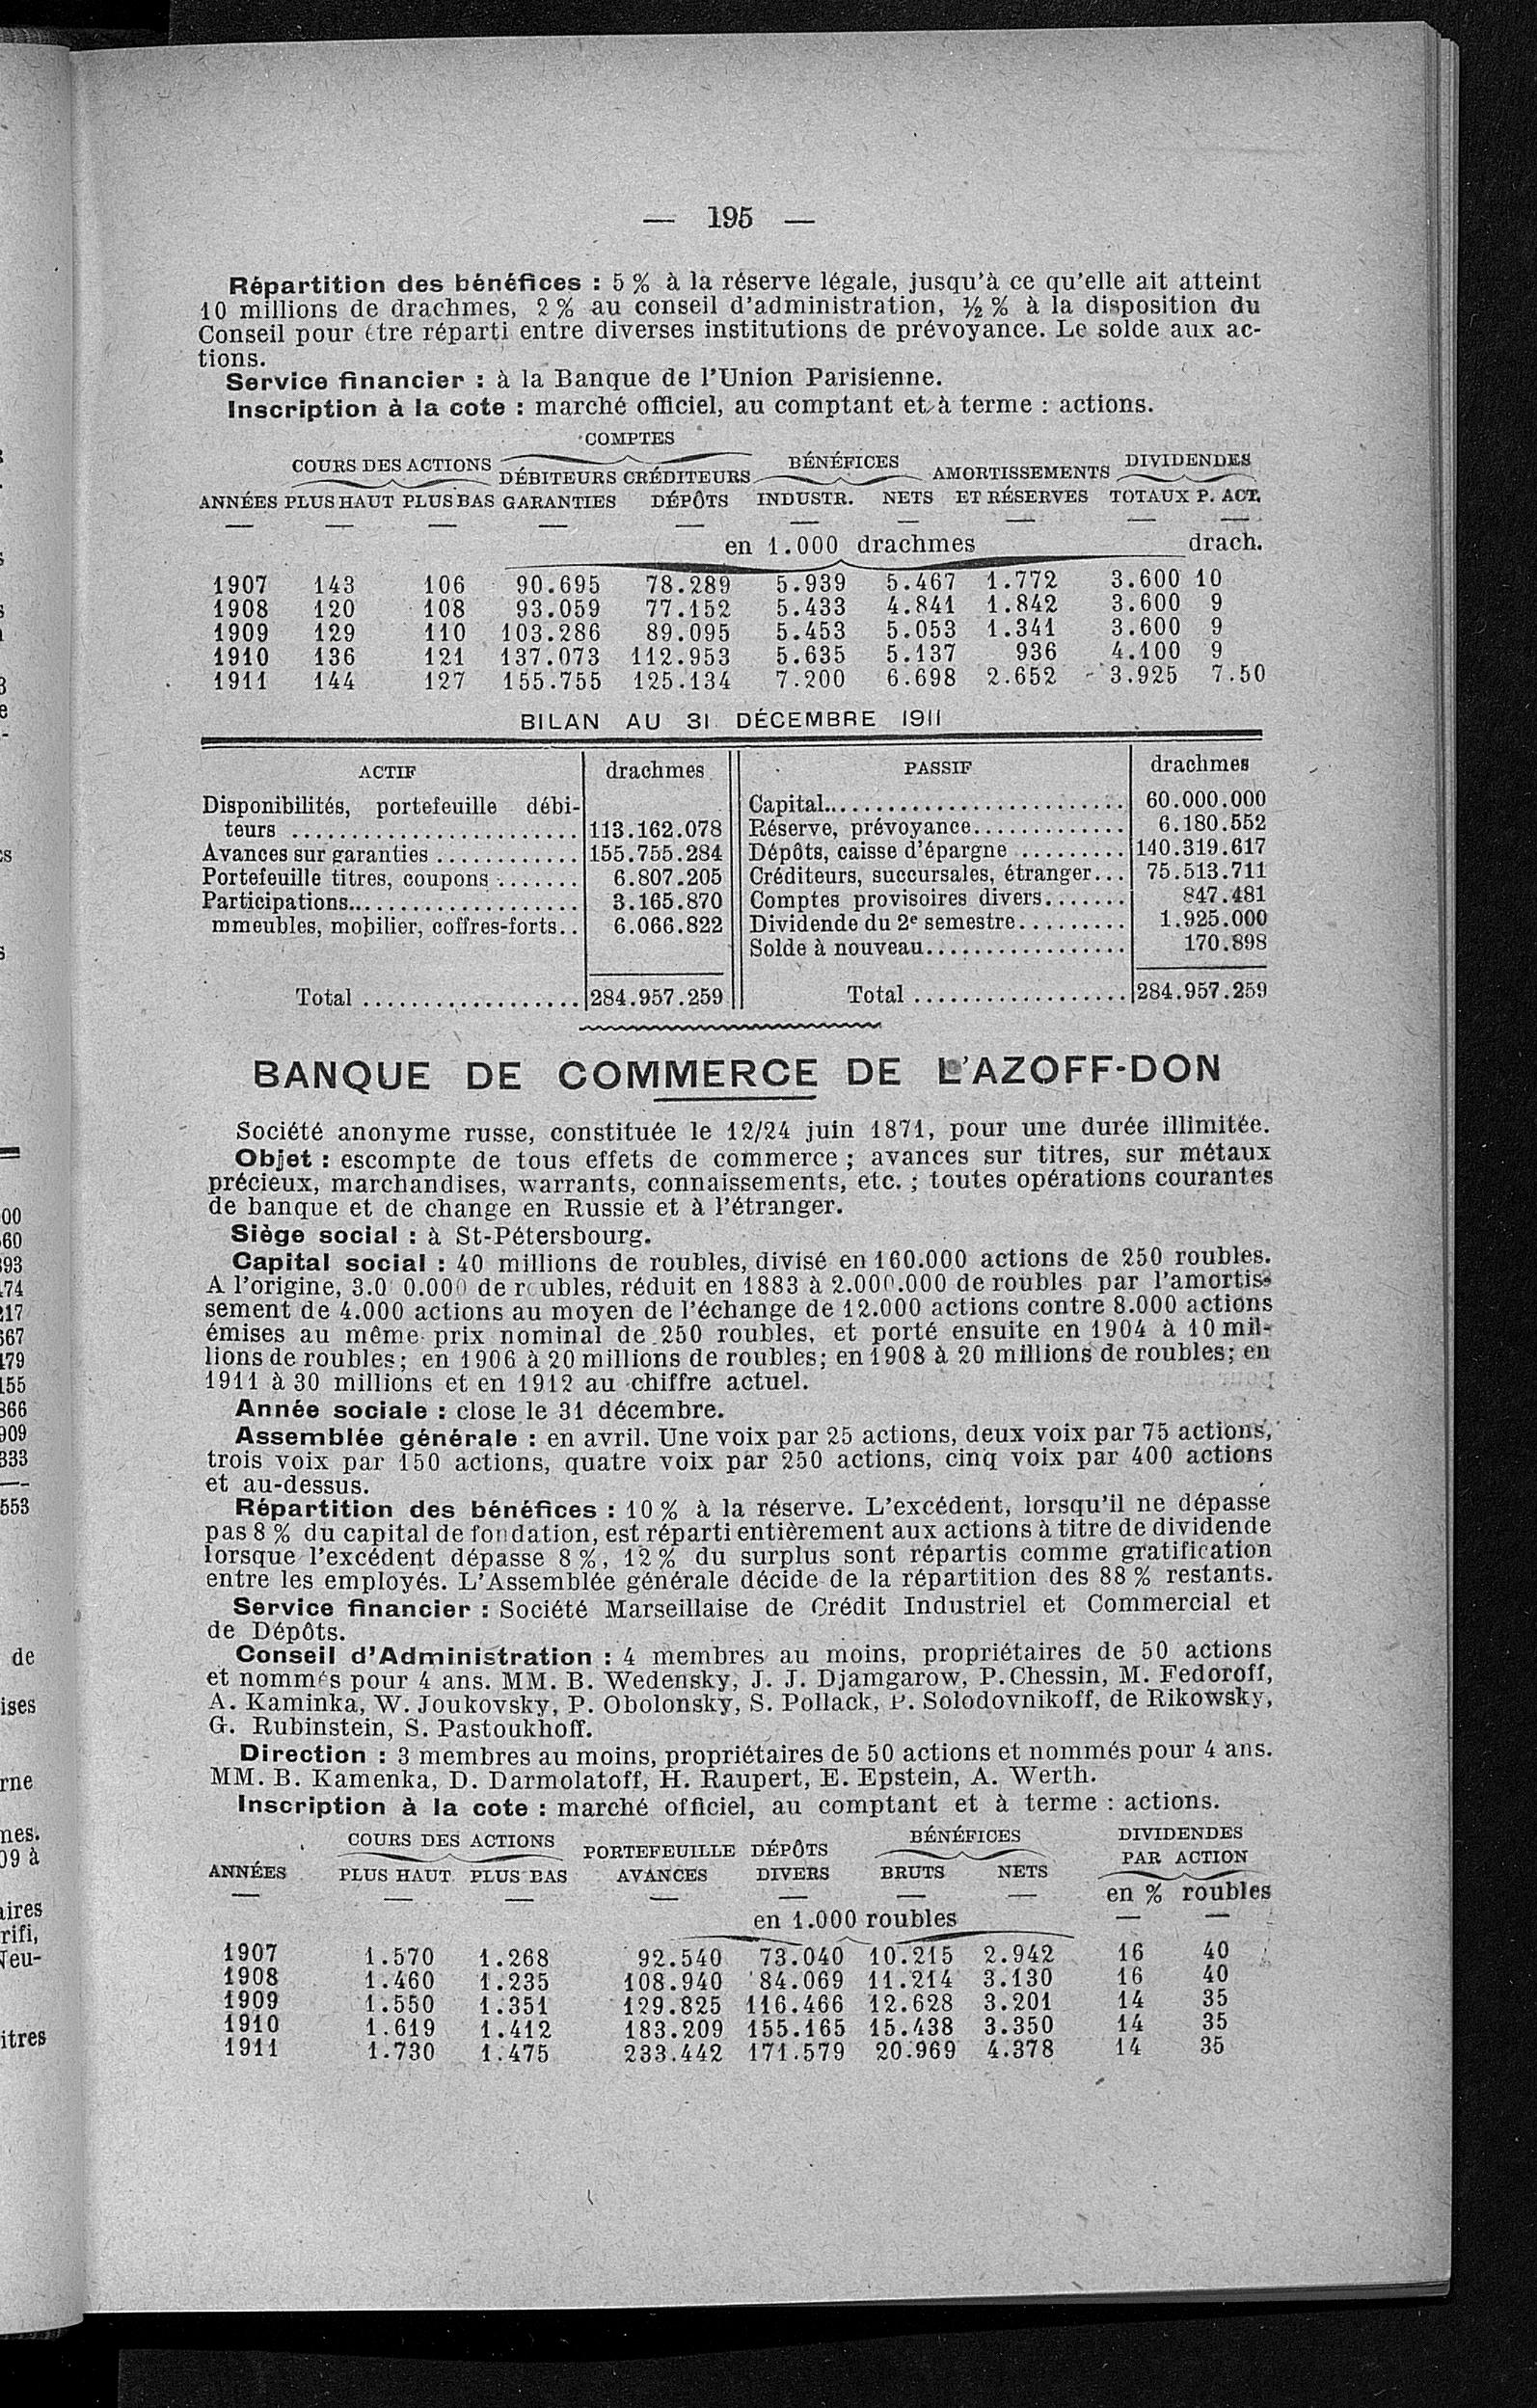 — 195 —
Répartition des bénéfices : 5 % à la réserve légale, jusqu'à ce qu'elle ait atteint
10 millions de drachmes, 2 % au conseil d'administration, ½ % à la disposition du
Conseil pour être réparti entre diverses institutions de prévoyance. Le solde aux ac-
tions.
Service financier : à la Banque de l'Union Parisienne.
Inscription à la cote : marché officiel, au comptant et à terme : actions.
COMPTES
COURS DES ACTIONS DÉBITEURS CRÉDITEURS BÉNÉFICES AMORTISSEMENTS DIVIDENDES
ANNÉES PLUS HAUT PLUS BAS GARANTIES DÉPÔTS INDUSTR. NETS ET RÉSERVES TOTAUX P. ACT.
en 1.000 drachmes drach.
1907 143 106 90.695 78.289 5.939 5.467 1.772 3.600 10
1908 120 108 93.059 77.152 5.433 4.841 1.842 3.600 9
1909 129 110 103.286 89.095 5.453 5.053 1.341 3.600 9
1910 136 121 137.073 112.953 5.635 5.137 936 4.100 9
1911 144 127 155.755 125.134 7.200 6.698 2.652 3.925 7.50
BILAN AU 31 DÉCEMBRE 1911
ACTIF drachmes PASSIF drachmes
Disponibilités, portefeuille débi- Capital.......................... 60.000.000
teurs ........................ 113.162.078 Réserve, prévoyance............. 6.180.552
Avances sur garanties ............ 155.755.284 Dépôts, caisse d'épargne ......... 140.319.617
Portefeuille titres, coupons ....... 6.807.205 Créditeurs, succursales, étranger... 75.513.711
Participations.................... 3.165.870 Comptes provisoires divers....... 847.481
mmeubles, mobilier, coffres-forts.. 6.066.822 Dividende du 2e semestre......... 1.925.000
Solde à nouveau................. 170.898
Total .................. 284.957.259 Total .................. 284.957.259
BANQUE DE COMMERCE DE L'AZOFF-DON
Société anonyme russe, constituée le 12/24 juin 1871, pour une durée illimitée.
Objet : escompte de tous effets de commerce ; avances sur titres, sur métaux
précieux, marchandises, warrants, connaissements, etc. ; toutes opérations courantes
de banque et de change en Russie et à l'étranger.
Siège social : à St-Pétersbourg.
Capital social : 40 millions de roubles, divisé en 160.000 actions de 250 roubles.
A l'origine, 3.0 0.000 de roubles, réduit en 1883 à 2.000.000 de roubles par l'amortis-
sement de 4.000 actions au moyen de l'échange de 12.000 actions contre 8.000 actions
émises au même prix nominal de 250 roubles, et porté ensuite en 1904 à 10 mil-
lions de roubles; en 1906 à 20 millions de roubles; en 1908 à 20 millions de roubles; en
1911 à 30 millions et en 1912 au chiffre actuel.
Année sociale : close le 31 décembre.
Assemblée générale : en avril. Une voix par 25 actions, deux voix par 75 actions,
trois voix par 150 actions, quatre voix par 250 actions, cinq voix par 400 actions
et au-dessus.
Répartition des bénéfices : 10 % à la réserve. L'excédent, lorsqu'il ne dépasse
pas 8 % du capital de fondation, est réparti entièrement aux actions à titre de dividende
lorsque l'excédent dépasse 8 %, 12 % du surplus sont répartis comme gratification
entre les employés. L'Assemblée générale décide de la répartition des 88 % restants.
Service financier : Société Marseillaise de Crédit Industriel et Commercial et
de Dépôts.
Conseil d'Administration : 4 membres au moins, propriétaires de 50 actions
et nommés pour 4 ans. MM. B. Wedensky, J. J. Djamgarow, P. Chessin, M. Fedoroff,
A. Kaminka, W. Joukovsky, P. Obolonsky, S. Pollack, P. Solodovnikoff, de Rikowsky,
G. Rubinstein, S. Pastoukhoff.
Direction : 3 membres au moins, propriétaires de 50 actions et nommés pour 4 ans.
MM. B. Kamenka, D. Darmolatoff, H. Raupert, E. Epstein, A. Werth.
Inscription à la cote : marché officiel, au comptant et à terme : actions.
COURS DES ACTIONS PORTEFEUILLE DÉPÔTS BÉNÉFICES DIVIDENDES
PAR ACTION
ANNÉES PLUS HAUT PLUS BAS AVANCES DIVERS BRUTS NETS
en % roubles
en 1.000 roubles
1907 1.570 1.268 92.540 73.040 10.215 2.942 16 40
1908 1.460 1.235 108.940 84.069 11.214 3.130 16 40
1909 1.550 1.351 129.825 116.466 12.628 3.201 14 35
1910 1.619 1.412 183.209 155.165 15.438 3.350 14 35
1911 1.730 1.475 233.442 171.579 20.969 4.378 14 35